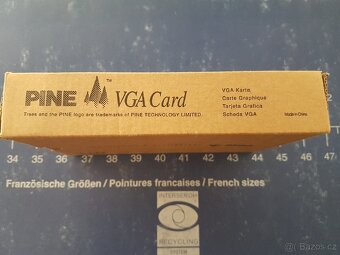 PINE ™ VGA Card
Trees and the PINE logo are trademarks of PINE TECHNOLOGY LIMITED.
VGA Karte
Carte Graphique
Tarjeta Grafica
Scheda VGA
Made in China
34 35 36 37 38 39 40 41 42 43 44 45 46 47
Französische Größen / Pointures francaises / French sizes
INTERSEROH
RECYCLING
SYSTEM
Bazos.cz